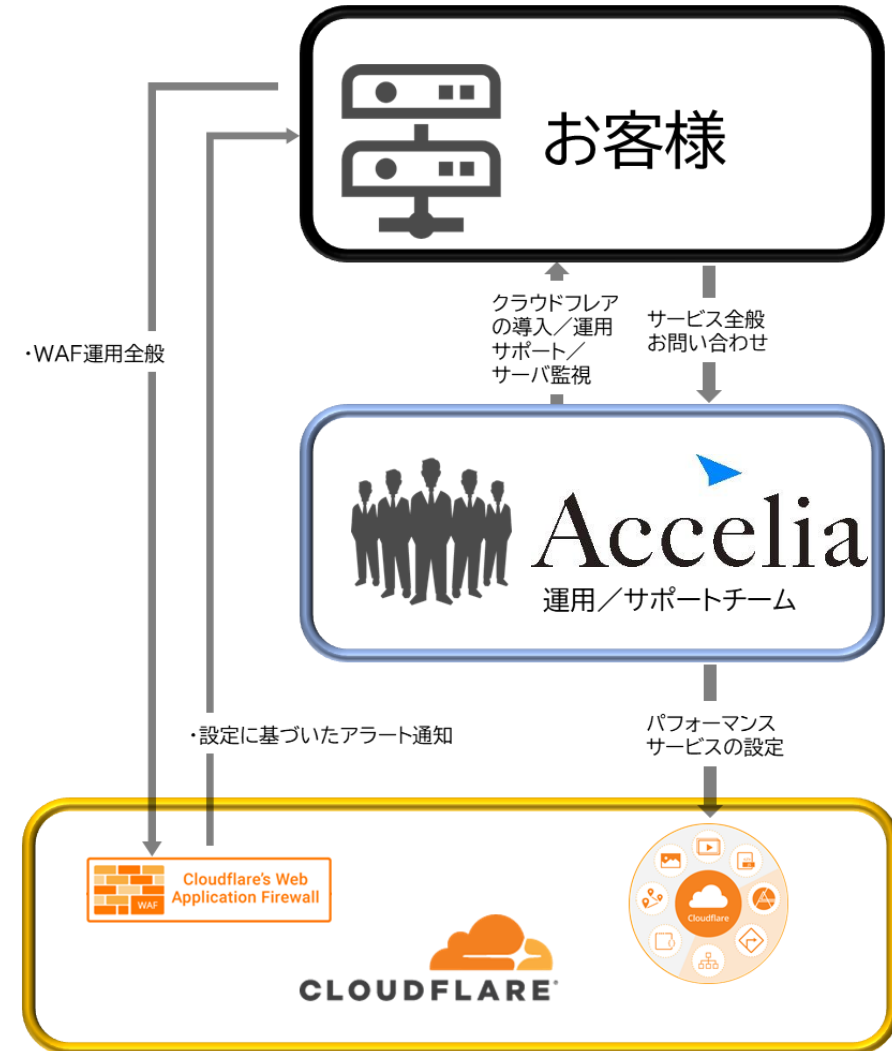 お客様
クラウドフレア
の導入／運用
サポート／
サーバ監視
サービス全般
お問い合わせ
・WAF運用全般
Accelia
運用／サポートチーム
・設定に基づいたアラート通知
パフォーマンス
サービスの設定
WAF
Cloudflare's Web
Application Firewall
Cloudflare
CLOUDFLARE